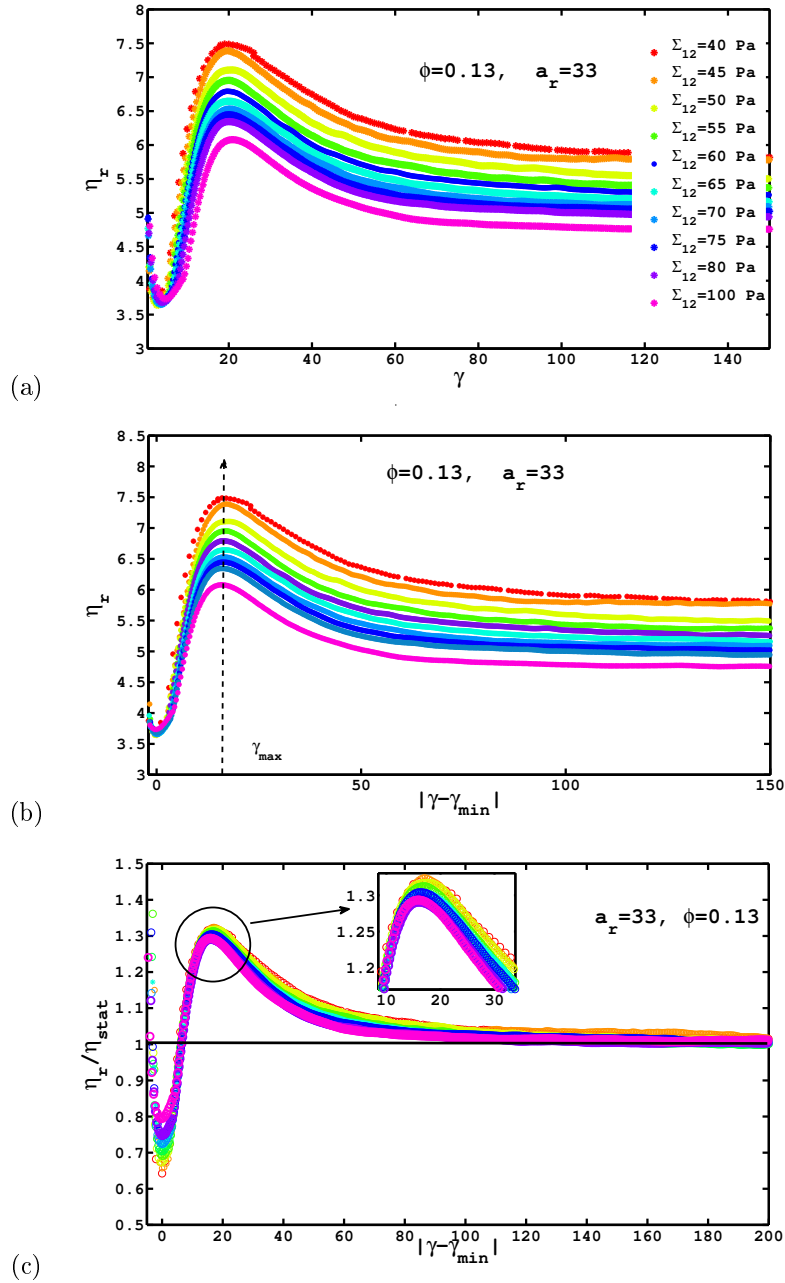 8
7.5
7
6.5
6
5.5
5
4.5
4
3.5
3
η_r
20 40 60 80 100 120 140
γ
ϕ=0.13, a_r=33
Σ_12=40 Pa
Σ_12=45 Pa
Σ_12=50 Pa
Σ_12=55 Pa
Σ_12=60 Pa
Σ_12=65 Pa
Σ_12=70 Pa
Σ_12=75 Pa
Σ_12=80 Pa
Σ_12=100 Pa
(a)
8.5
8
7.5
7
6.5
6
5.5
5
4.5
4
3.5
3
η_r
ϕ=0.13, a_r=33
γ_max
0 50 100 150
|γ−γ_min|
(b)
1.5
1.4
1.3
1.2
1.1
1
0.9
0.8
0.7
0.6
0.5
η_r/η_stat
1.3
1.25
1.2
10 20 30
a_r=33, ϕ=0.13
0 20 40 60 80 100 120 140 160 180 200
|γ−γ_min|
(c)